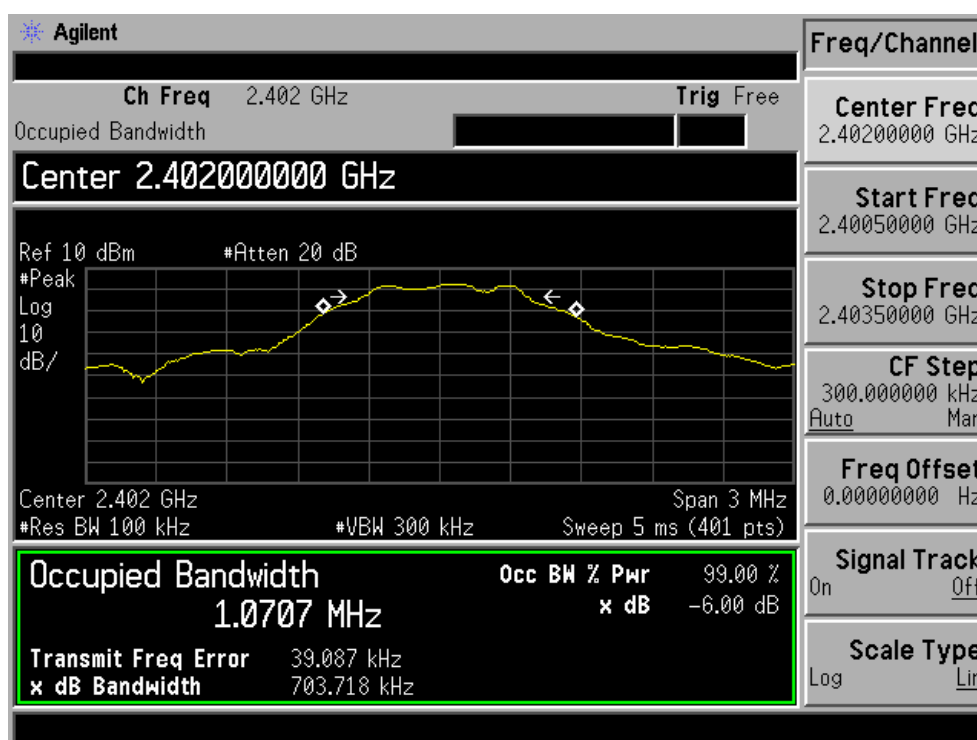 Agilent
Freq/Channel
Ch Freq 2.402 GHz Trig Free
Occupied Bandwidth
Center 2.402000000 GHz
Ref 10 dBm #Atten 20 dB
#Peak
Log
10
dB/
Center 2.402 GHz Span 3 MHz
#Res BW 100 kHz #VBW 300 kHz Sweep 5 ms (401 pts)
Occupied Bandwidth
1.0707 MHz
Occ BW % Pwr 99.00 %
x dB -6.00 dB
Transmit Freq Error 39.087 kHz
x dB Bandwidth 703.718 kHz
Center Freq
2.40200000 GHz
Start Freq
2.40050000 GHz
Stop Freq
2.40350000 GHz
CF Step
300.000000 kHz
Auto Man
Freq Offset
0.00000000 Hz
Signal Track
On Off
Scale Type
Log Lin